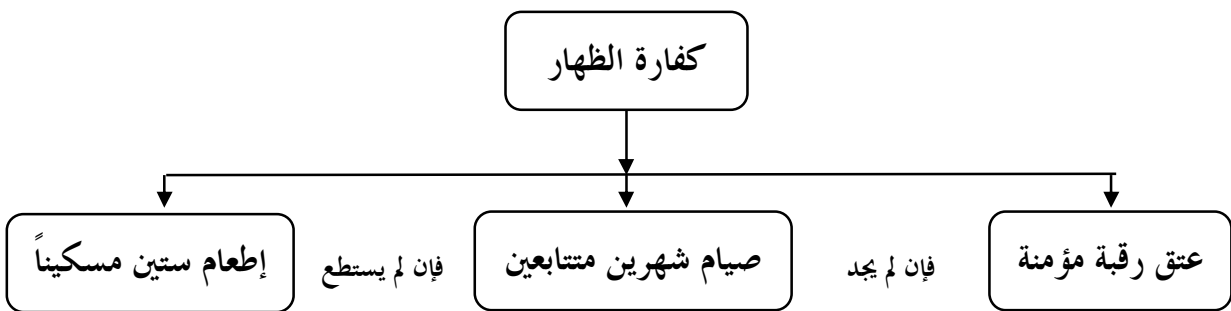 كفارة الظهار
عتق رقبة مؤمنة
فإن لم يجد
صيام شهرين متتابعين
فإن لم يستطع
إطعام ستين مسكيناً